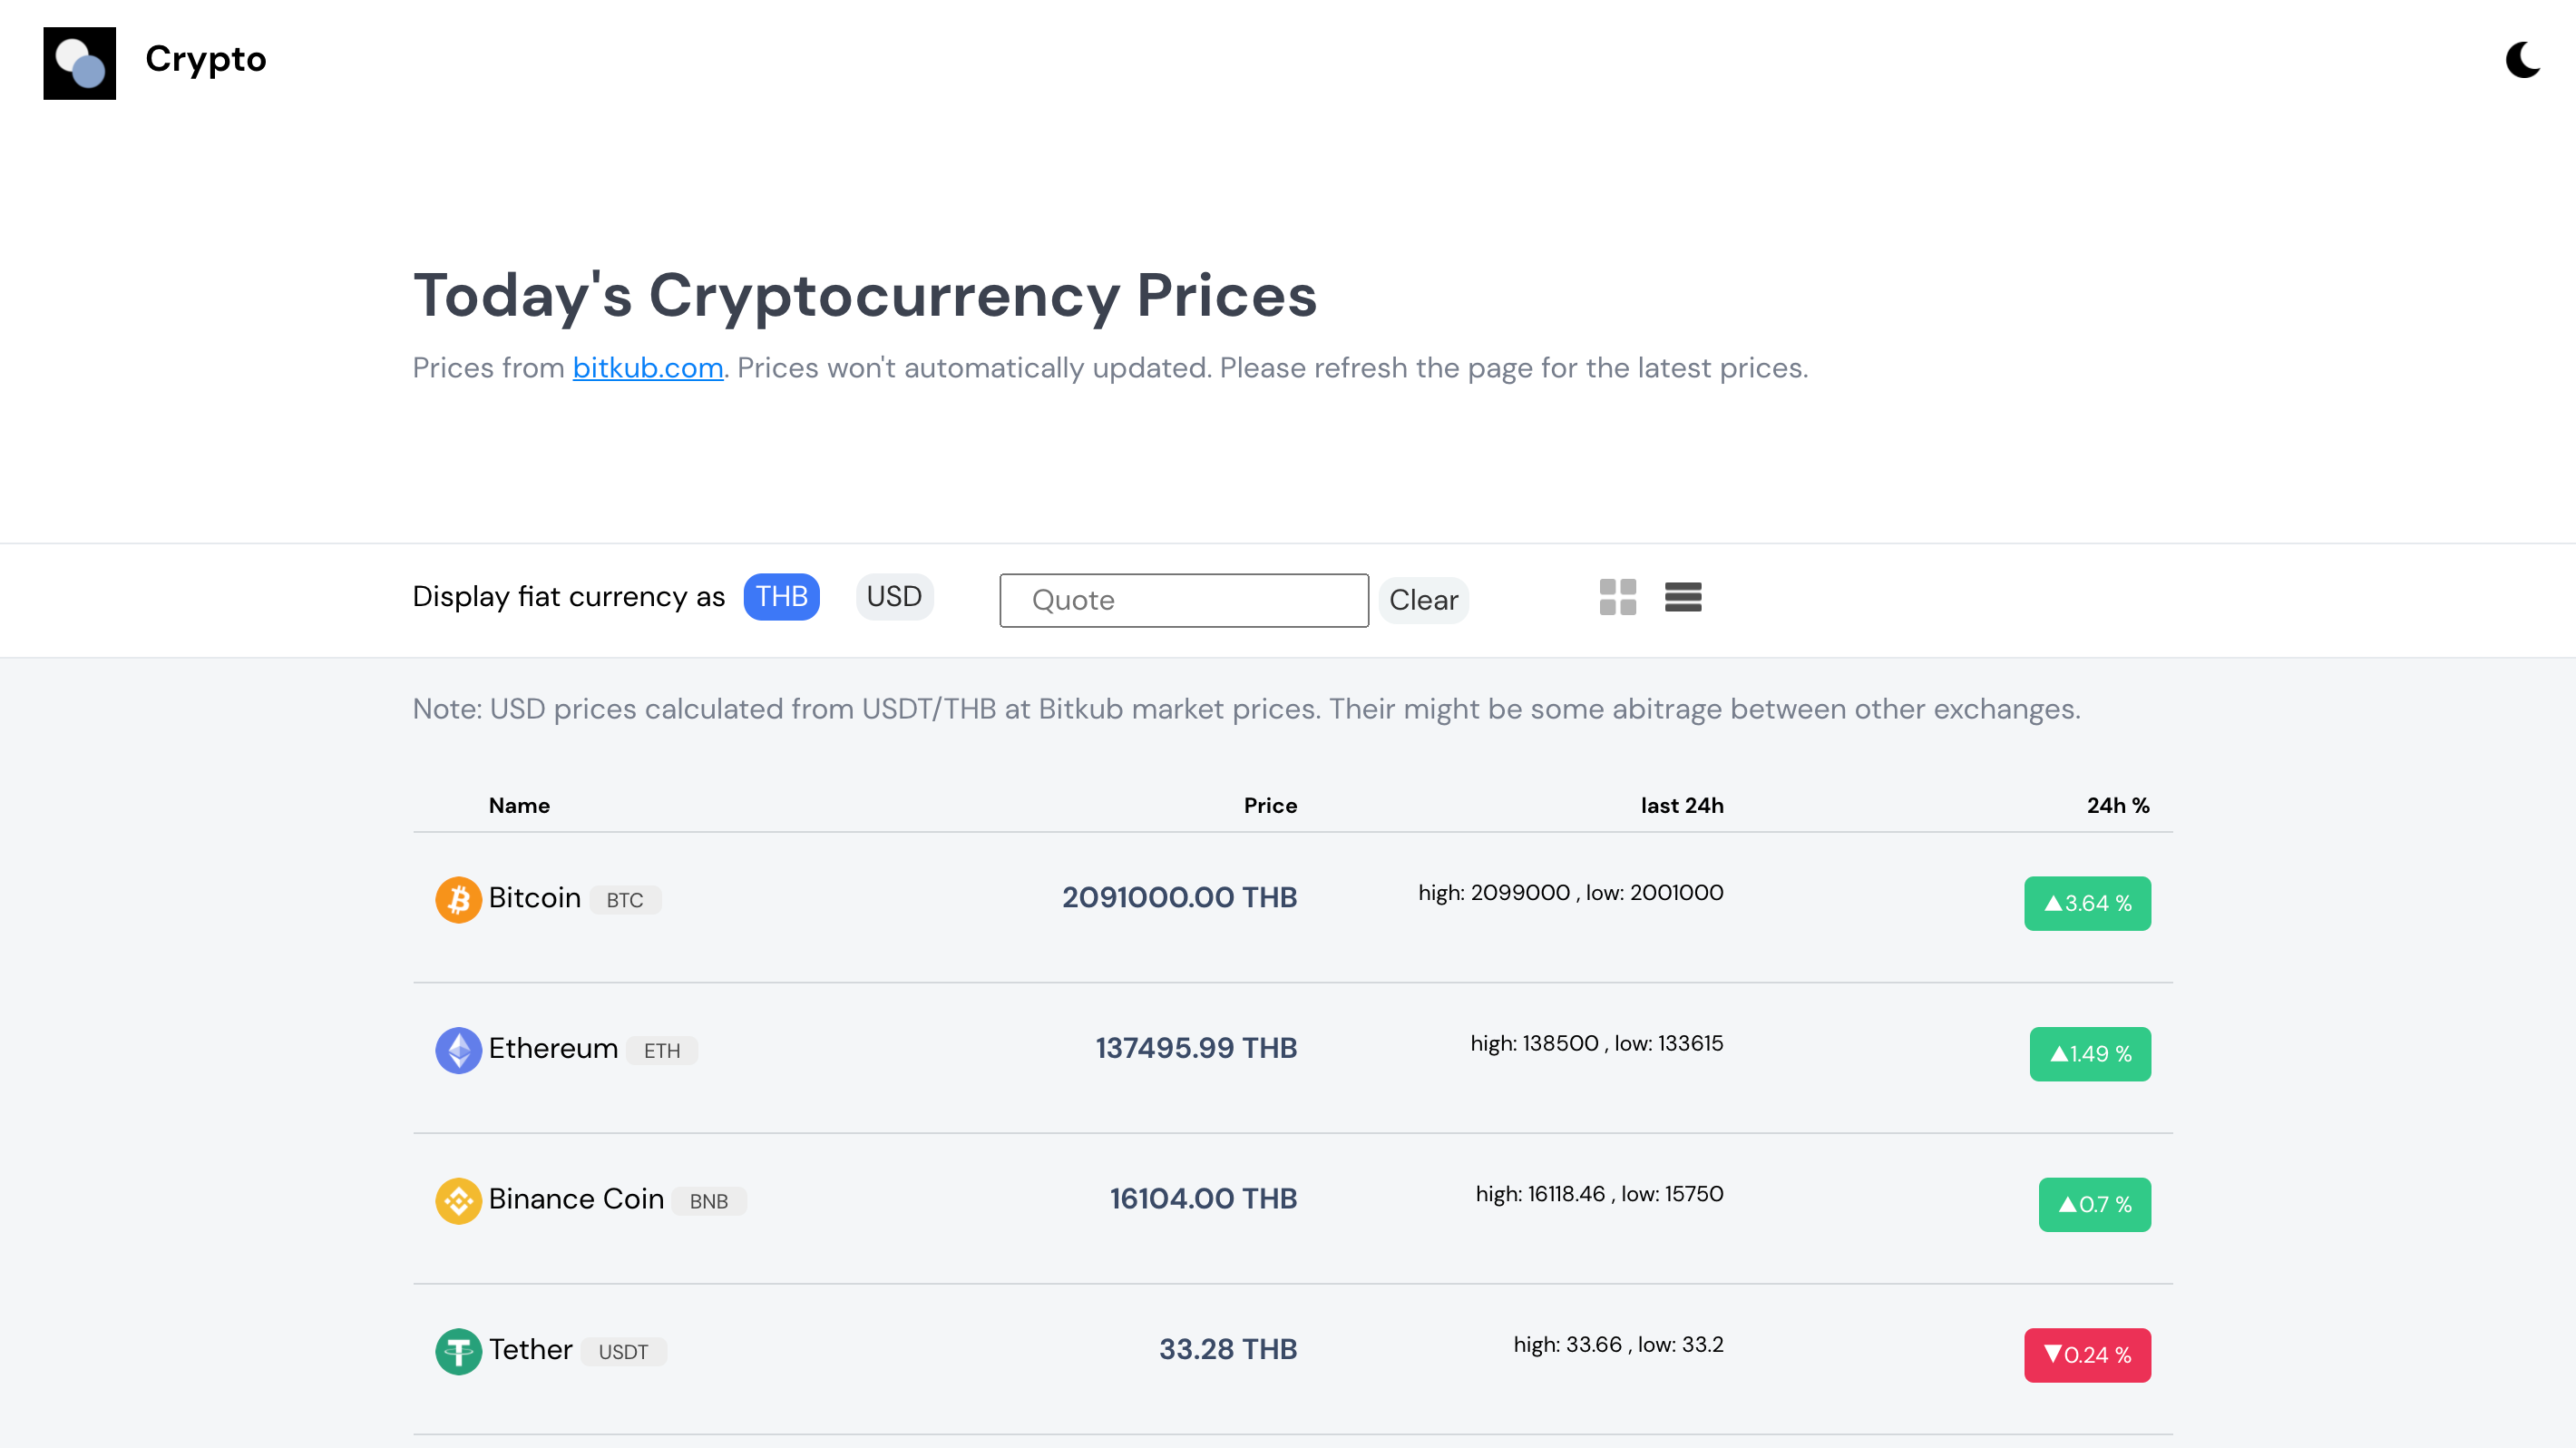 Crypto
Today's Cryptocurrency Prices
Prices from bitkub.com. Prices won't automatically updated. Please refresh the page for the latest prices.
Display fiat currency as THB USD Quote Clear
Note: USD prices calculated from USDT/THB at Bitkub market prices. Their might be some abitrage between other exchanges.
Name Price last 24h 24h %
Bitcoin BTC 2091000.00 THB high: 2099000 , low: 2001000 ▲3.64 %
Ethereum ETH 137495.99 THB high: 138500 , low: 133615 ▲1.49 %
Binance Coin BNB 16104.00 THB high: 16118.46 , low: 15750 ▲0.7 %
Tether USDT 33.28 THB high: 33.66 , low: 33.2 ▼0.24 %